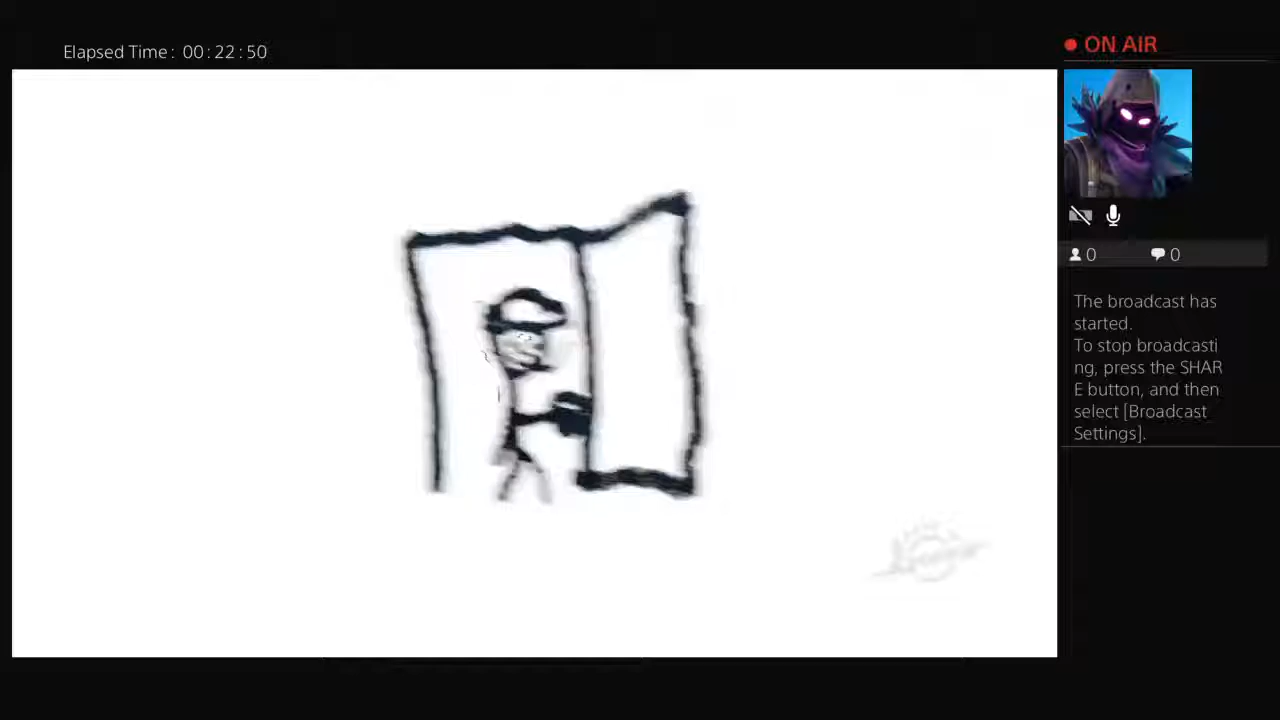 Elapsed Time: 00:22:50
ON AIR
0
0
The broadcast has
started.
To stop broadcasti
ng, press the SHAR
E button, and then
select [Broadcast
Settings].